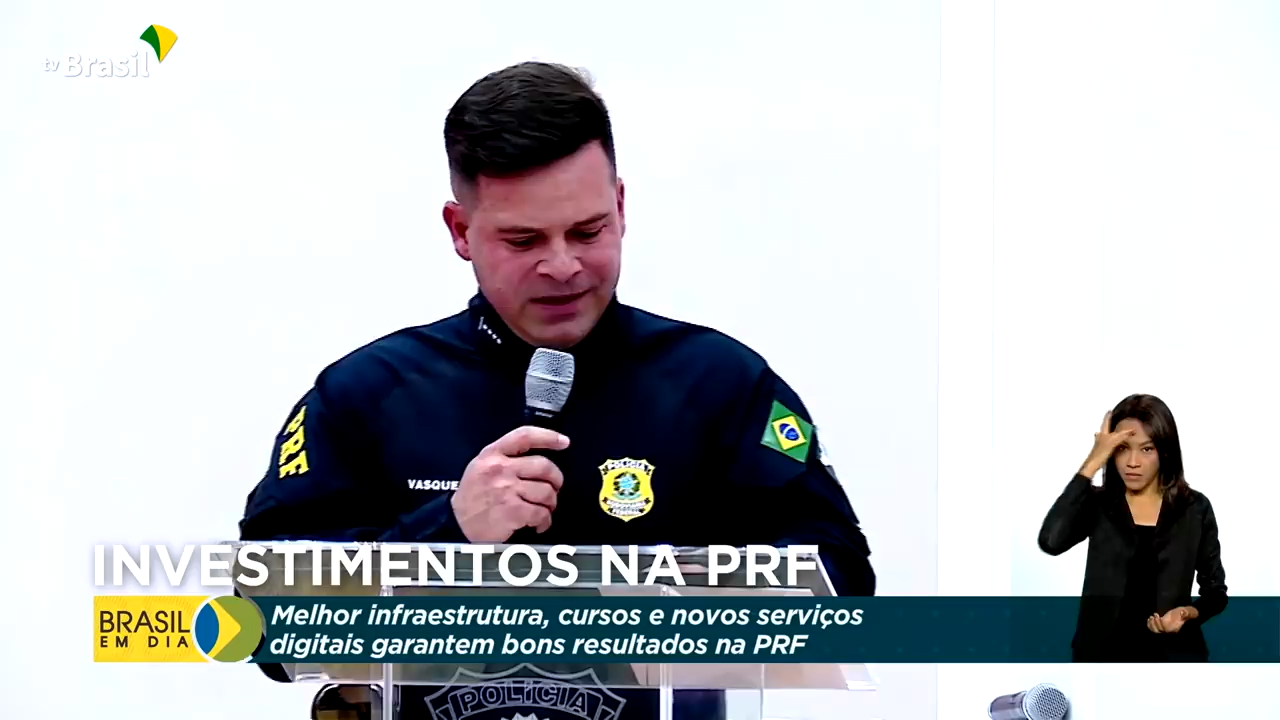 tv Brasil
PRF
VASQUE
POLÍCIA
INVESTIMENTOS NA PRF
BRASIL
EM DIA
Melhor infraestrutura, cursos e novos serviços
digitais garantem bons resultados na PRF
POLÍCIA